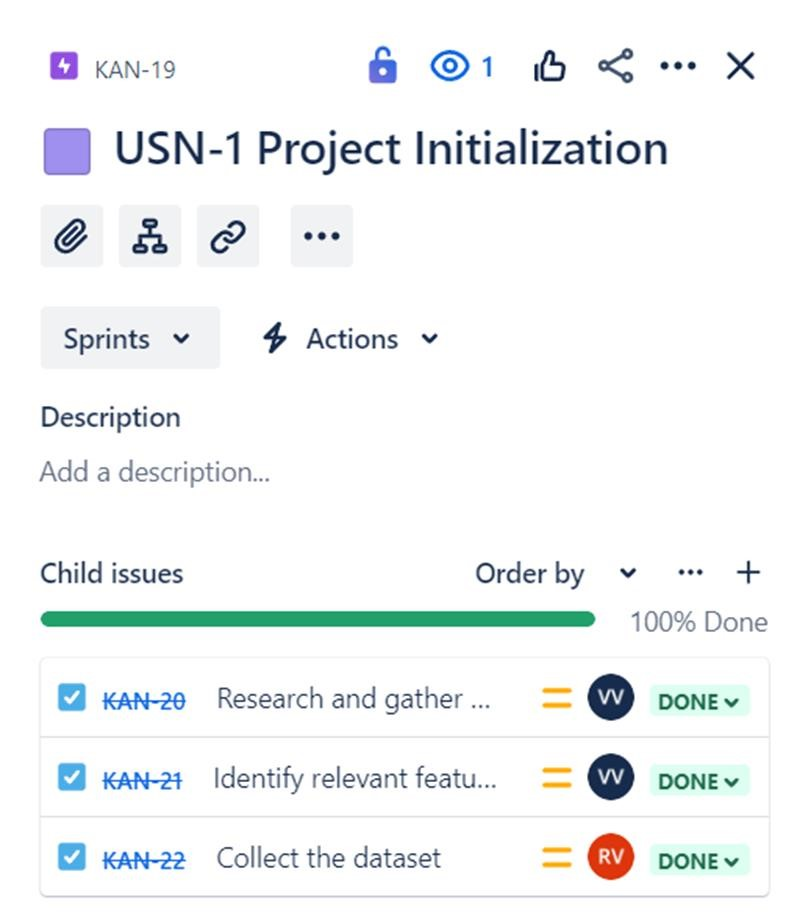 KAN-19 1
USN-1 Project Initialization
Sprints Actions
Description
Add a description...
Child issues Order by
100% Done
KAN-20 Research and gather ... VV DONE
KAN-21 Identify relevant featu... VV DONE
KAN-22 Collect the dataset RV DONE